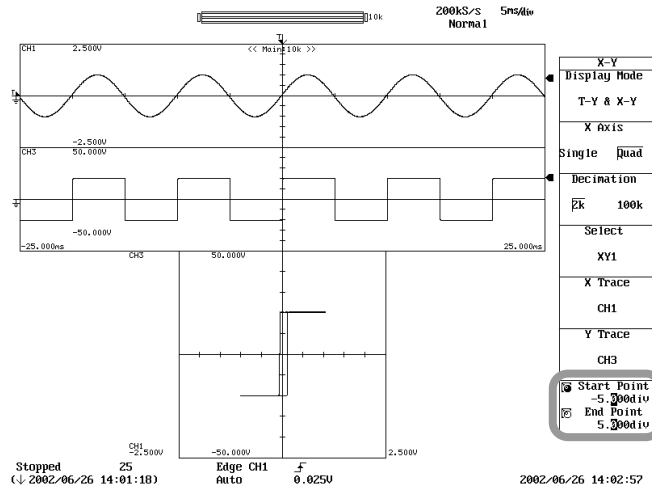 10k
200kS/s 5ms/div
Normal
CH1 2.500V << Main:10k >>
T
-2.500V
CH3 50.000V
-50.000V
-25.000ms 25.000ms
CH3 50.000V
CH1
-2.500V -50.000V 2.500V
X-Y
Display Mode
T-Y & X-Y
X Axis
Single Quad
Decimation
2k 100k
Select
XY1
X Trace
CH1
Y Trace
CH3
Start Point
-5.000div
End Point
5.000div
Stopped 25 Edge CH1
(↓ 2002/06/26 14:01:18) Auto 0.025V 2002/06/26 14:02:57